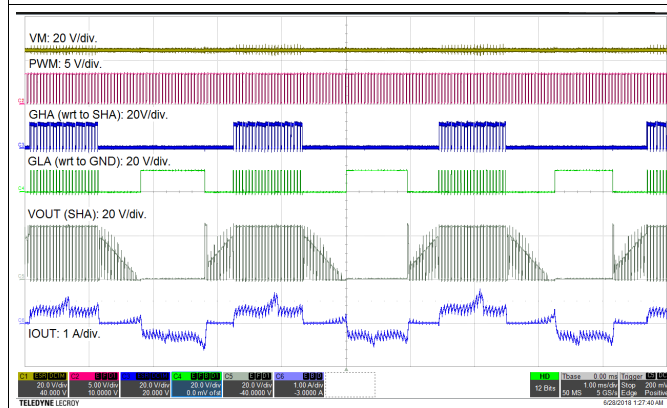 VM: 20 V/div.
PWM: 5 V/div.
GHA (wrt to SHA): 20V/div.
GLA (wrt to GND): 20 V/div.
VOUT (SHA): 20 V/div.
IOUT: 1 A/div.
C1
20.0 V/div
40.000 V
C2
5.00 V/div
10.0000 V
20.0 V/div
20.000 V
C4
20.0 V/div
0.0 mV ofst
C5
20.0 V/div
-40.0000 V
C6
1.00 A/div
-3.0000 A
HD
12 Bits
Tbase 0.00 ms
1.00 ms/div
50 MS 5 GS/s
Trigger
Stop 200 mV
Edge Positive
TELEDYNE LECROY
6/28/2018 1:27:40 AM